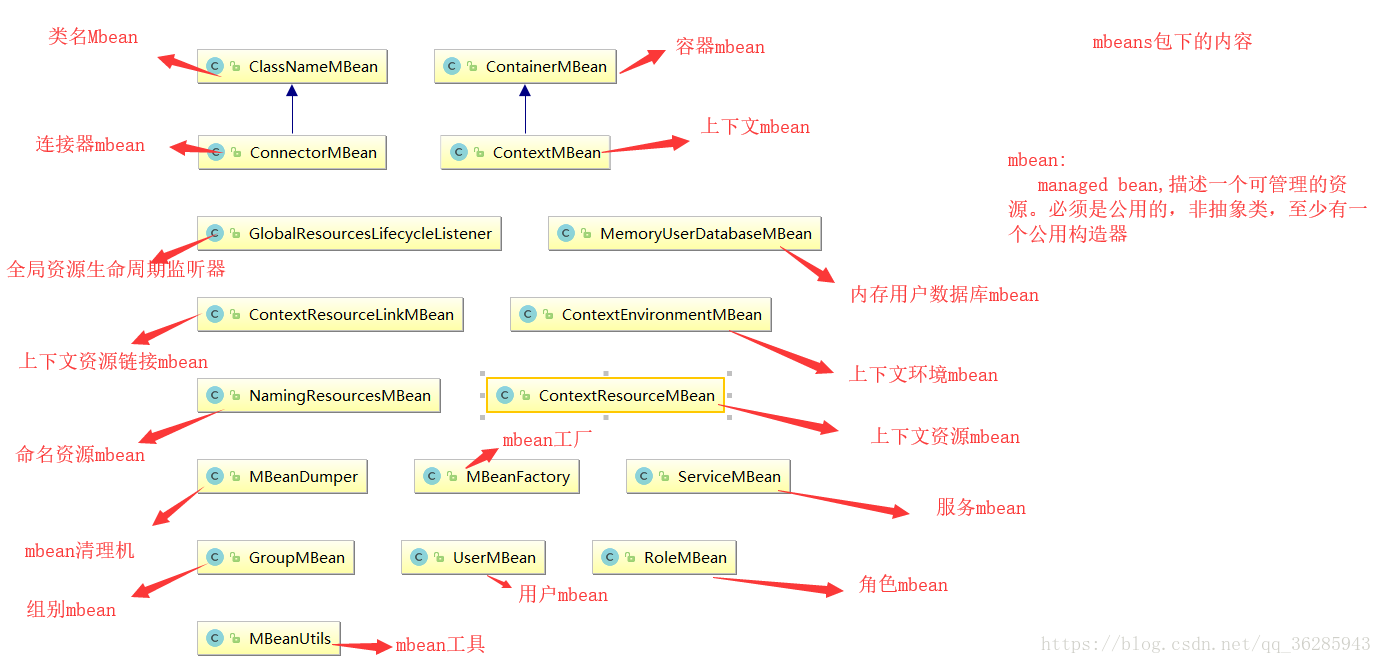 类名Mbean
容器mbean
mbeans包下的内容
C ClassNameMBean
C ContainerMBean
上下文mbean
连接器mbean
C ConnectorMBean
C ContextMBean
mbean:
managed bean,描述一个可管理的资
源。必须是公用的，非抽象类，至少有一
个公用构造器
C GlobalResourcesLifecycleListener
C MemoryUserDatabaseMBean
全局资源生命周期监听器
内存用户数据库mbean
C ContextResourceLinkMBean
C ContextEnvironmentMBean
上下文资源链接mbean
上下文环境mbean
C NamingResourcesMBean
C ContextResourceMBean
上下文资源mbean
命名资源mbean
mbean工厂
C MBeanDumper
C MBeanFactory
C ServiceMBean
服务mbean
mbean清理机
C GroupMBean
C UserMBean
C RoleMBean
角色mbean
用户mbean
组别mbean
C MBeanUtils
mbean工具
https://blog.csdn.net/qq_36285943